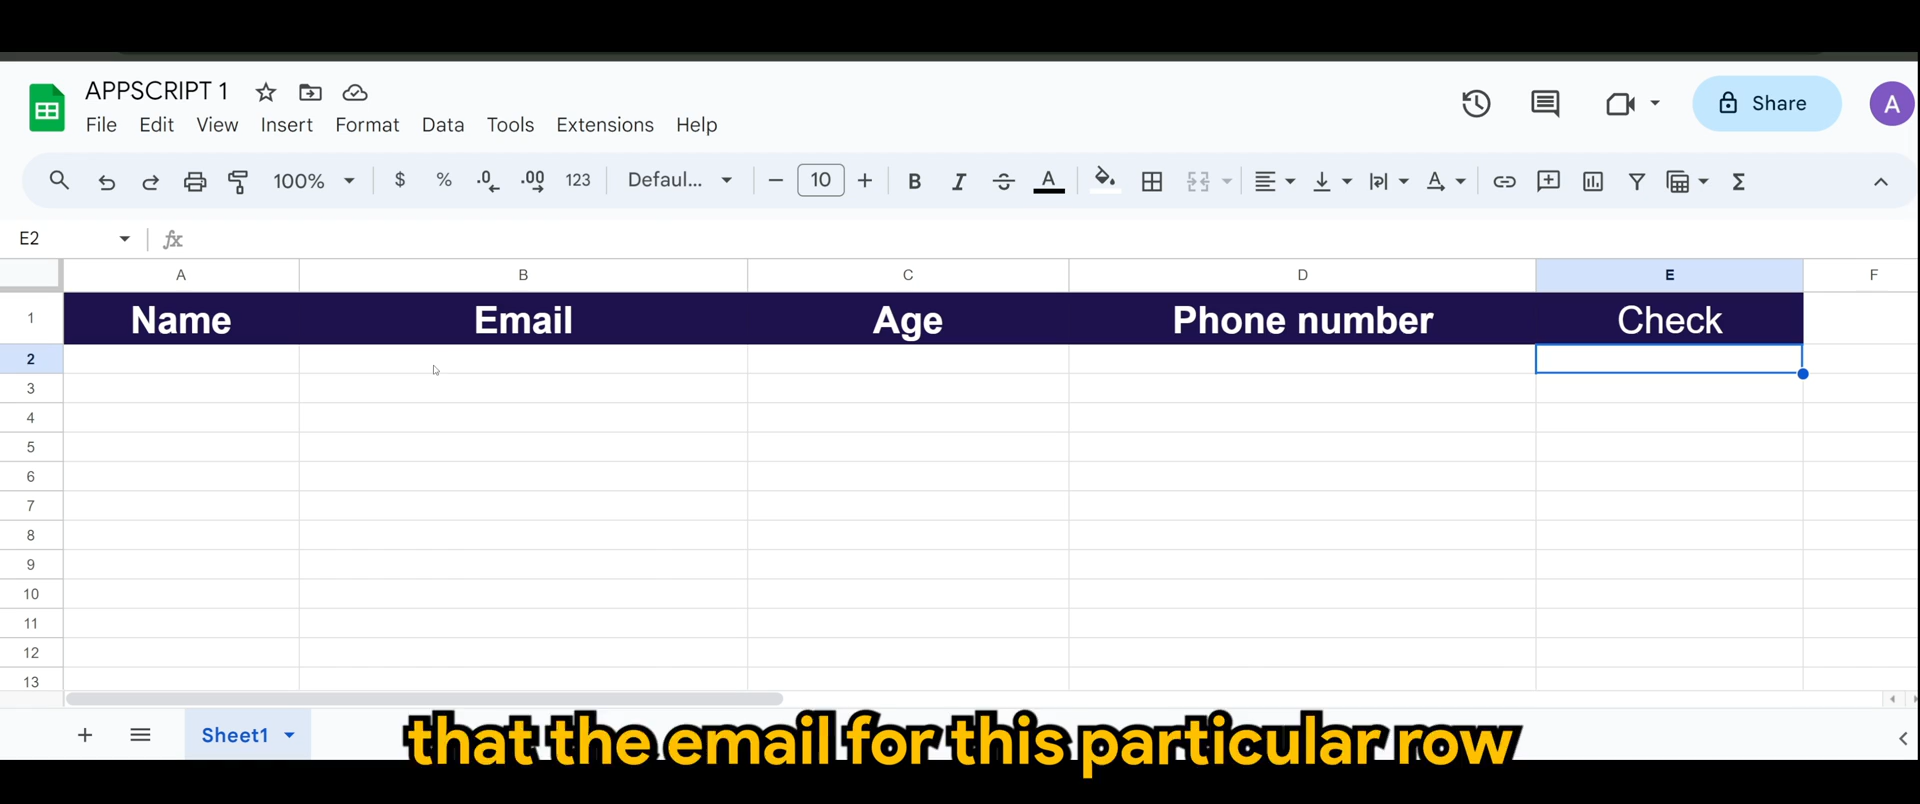 APPSCRIPT 1
File Edit View Insert Format Data Tools Extensions Help
Share
A
100% $ % .0 .00 123 Defaul... 10 B I S A A Σ
E2 fx
A B C D E F
1 Name Email Age Phone number Check
2
3
4
5
6
7
8
9
10
11
12
13
Sheet1
that the email for this particular row